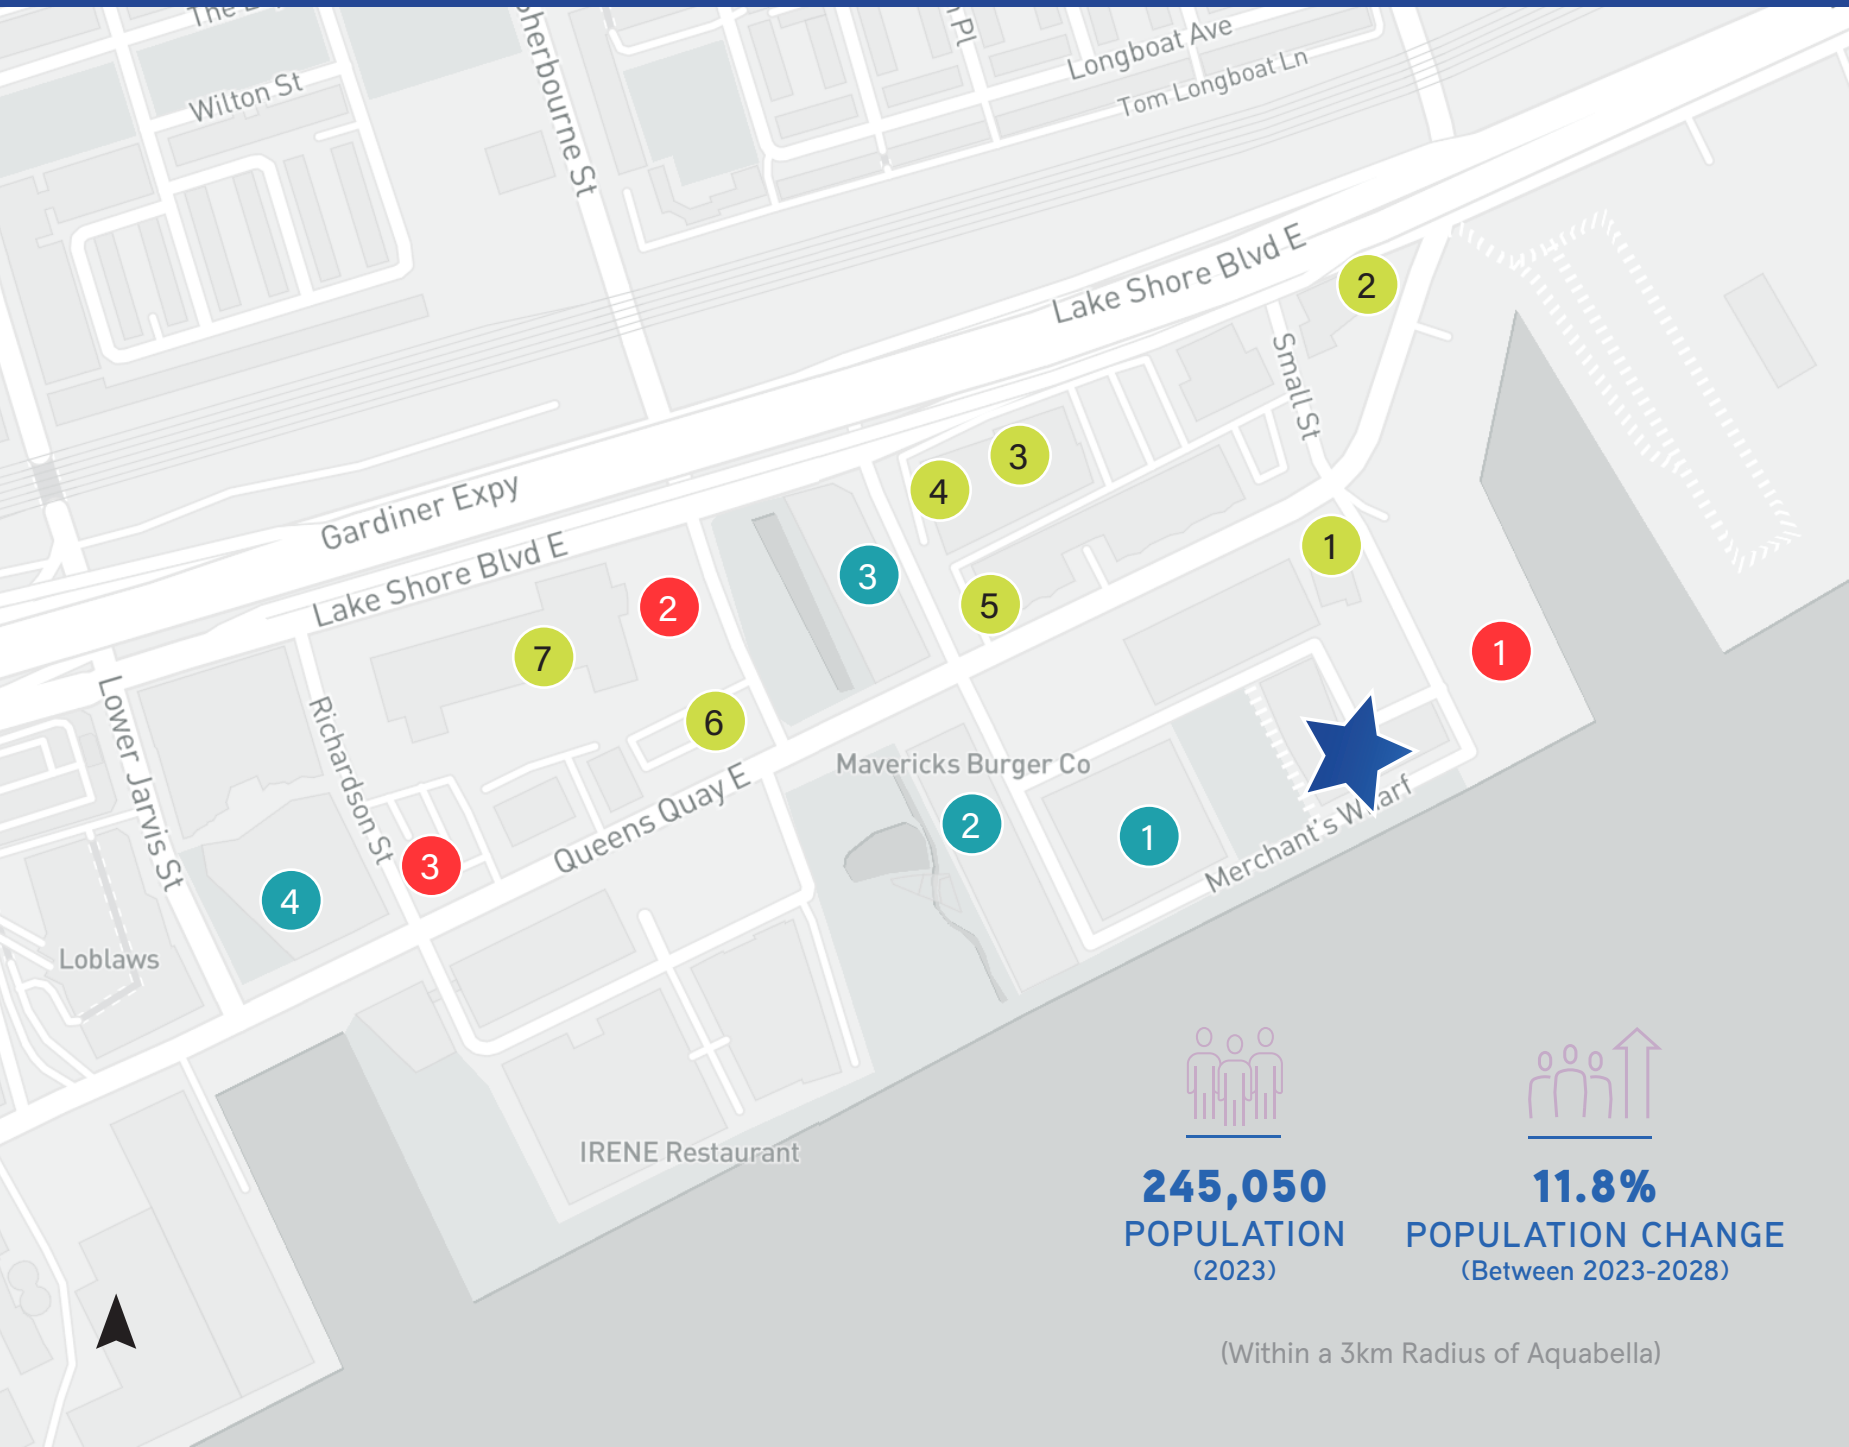 Wilton St
Sherbourne St
Pl
Longboat Ave
Tom Longboat Ln
Lake Shore Blvd E
2
Small St
3
4
Gardiner Expy
Lake Shore Blvd E
1
3
2
5
1
7
6
Lower Jarvis St
Richardson St
Mavericks Burger Co
Queens Quay E
2
1
Merchant's Wharf
3
4
Loblaws
IRENE Restaurant
245,050
POPULATION
(2023)
11.8%
POPULATION CHANGE
(Between 2023-2028)
(Within a 3km Radius of Aquabella)